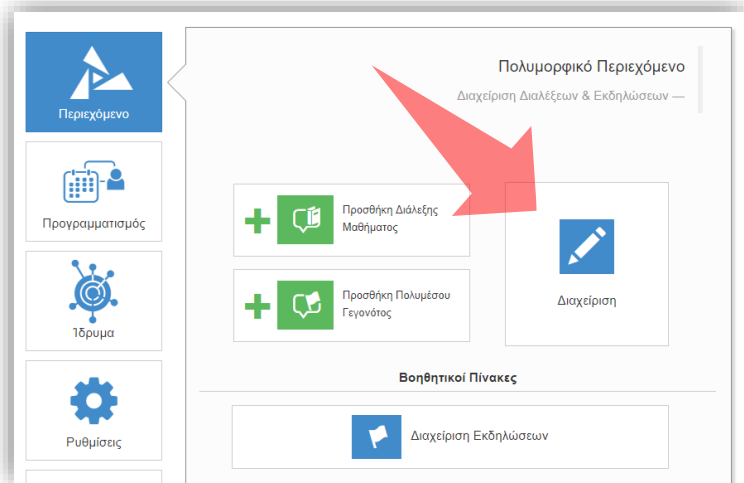 Περιεχόμενο
Προγραμματισμός
Ίδρυμα
Ρυθμίσεις
Πολυμορφικό Περιεχόμενο
Διαχείριση Διαλέξεων & Εκδηλώσεων —
Προσθήκη Διάλεξης
Μαθήματος
Προσθήκη Πολυμέσου
Γεγονότος
Διαχείριση
Βοηθητικοί Πίνακες
Διαχείριση Εκδηλώσεων